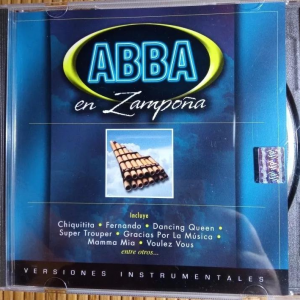 ABBA
en Zampoña
Incluye
Chiquitita • Fernando • Dancing Queen •
Super Trouper • Gracias Por La Música •
Mamma Mia • Voulez Vous
entre otros...
VERSIONES INSTRUMENTALES